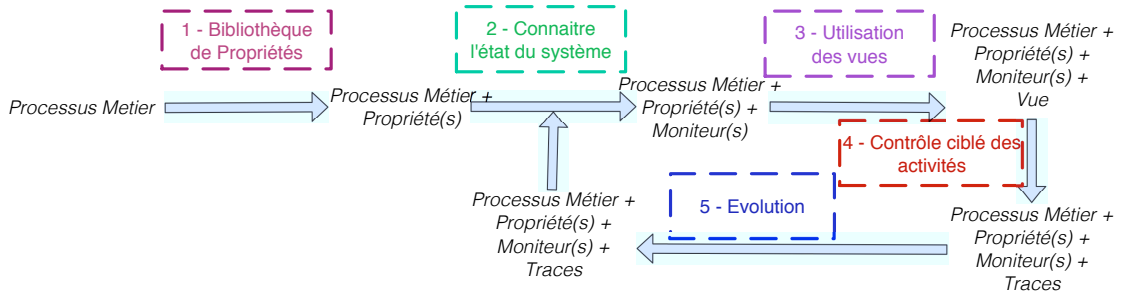 1 - Bibliothèque
de Propriétés
2 - Connaitre
l'état du système
3 - Utilisation
des vues
Processus Métier +
Propriété(s) +
Moniteur(s) +
Vue
Processus Metier
Processus Métier +
Propriété(s)
Processus Métier +
Propriété(s) +
Moniteur(s)
4 - Contrôle ciblé des
activités
Processus Métier +
Propriété(s) +
Moniteur(s) +
Traces
5 - Evolution
Processus Métier +
Propriété(s) +
Moniteur(s) +
Traces